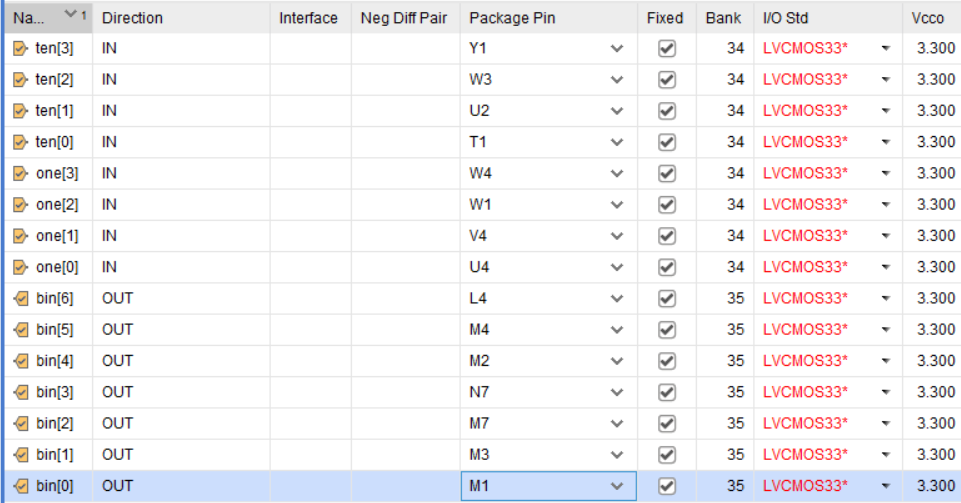 Na... 1 Direction Interface Neg Diff Pair Package Pin Fixed Bank I/O Std Vcco
ten[3] IN Y1 34 LVCMOS33* 3.300
ten[2] IN W3 34 LVCMOS33* 3.300
ten[1] IN U2 34 LVCMOS33* 3.300
ten[0] IN T1 34 LVCMOS33* 3.300
one[3] IN W4 34 LVCMOS33* 3.300
one[2] IN W1 34 LVCMOS33* 3.300
one[1] IN V4 34 LVCMOS33* 3.300
one[0] IN U4 34 LVCMOS33* 3.300
bin[6] OUT L4 35 LVCMOS33* 3.300
bin[5] OUT M4 35 LVCMOS33* 3.300
bin[4] OUT M2 35 LVCMOS33* 3.300
bin[3] OUT N7 35 LVCMOS33* 3.300
bin[2] OUT M7 35 LVCMOS33* 3.300
bin[1] OUT M3 35 LVCMOS33* 3.300
bin[0] OUT M1 35 LVCMOS33* 3.300